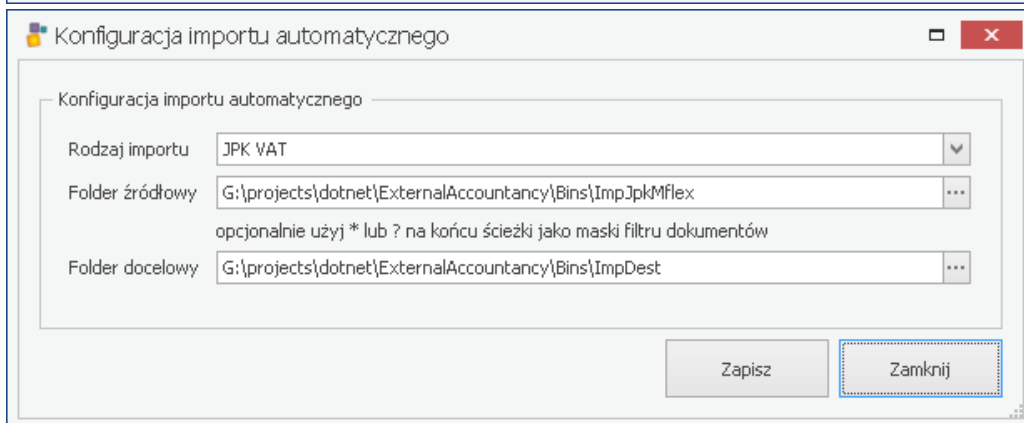 Konfiguracja importu automatycznego
Konfiguracja importu automatycznego
Rodzaj importu JPK VAT
Folder źródłowy G:\projects\dotnet\ExternalAccountancy\Bins\ImpJpkMflex ...
opcjonalnie użyj * lub ? na końcu ścieżki jako maski filtru dokumentów
Folder docelowy G:\projects\dotnet\ExternalAccountancy\Bins\ImpDest ...
Zapisz Zamknij